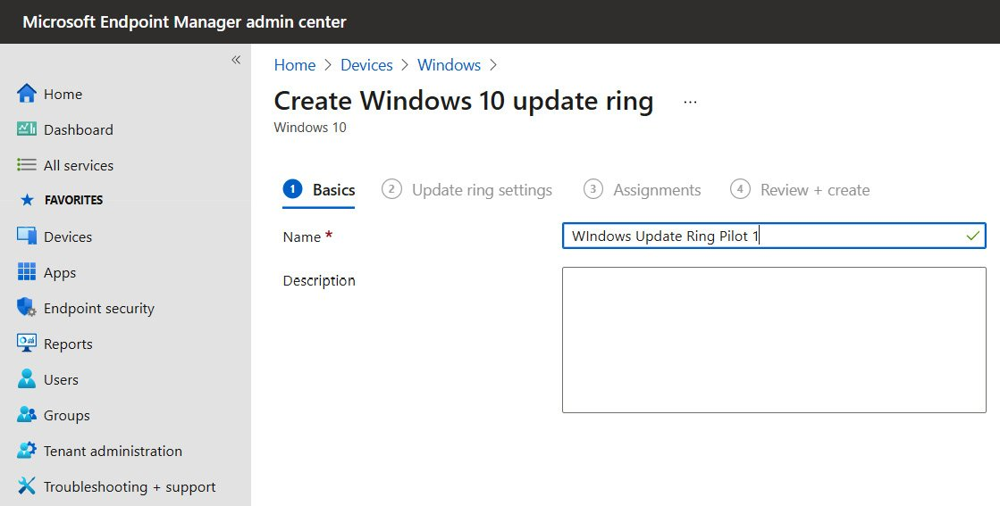 Microsoft Endpoint Manager admin center
«
Home
Dashboard
All services
FAVORITES
Devices
Apps
Endpoint security
Reports
Users
Groups
Tenant administration
Troubleshooting + support
Home > Devices > Windows >
Create Windows 10 update ring ...
Windows 10
1 Basics 2 Update ring settings 3 Assignments 4 Review + create
Name * WIndows Update Ring Pilot 1
Description